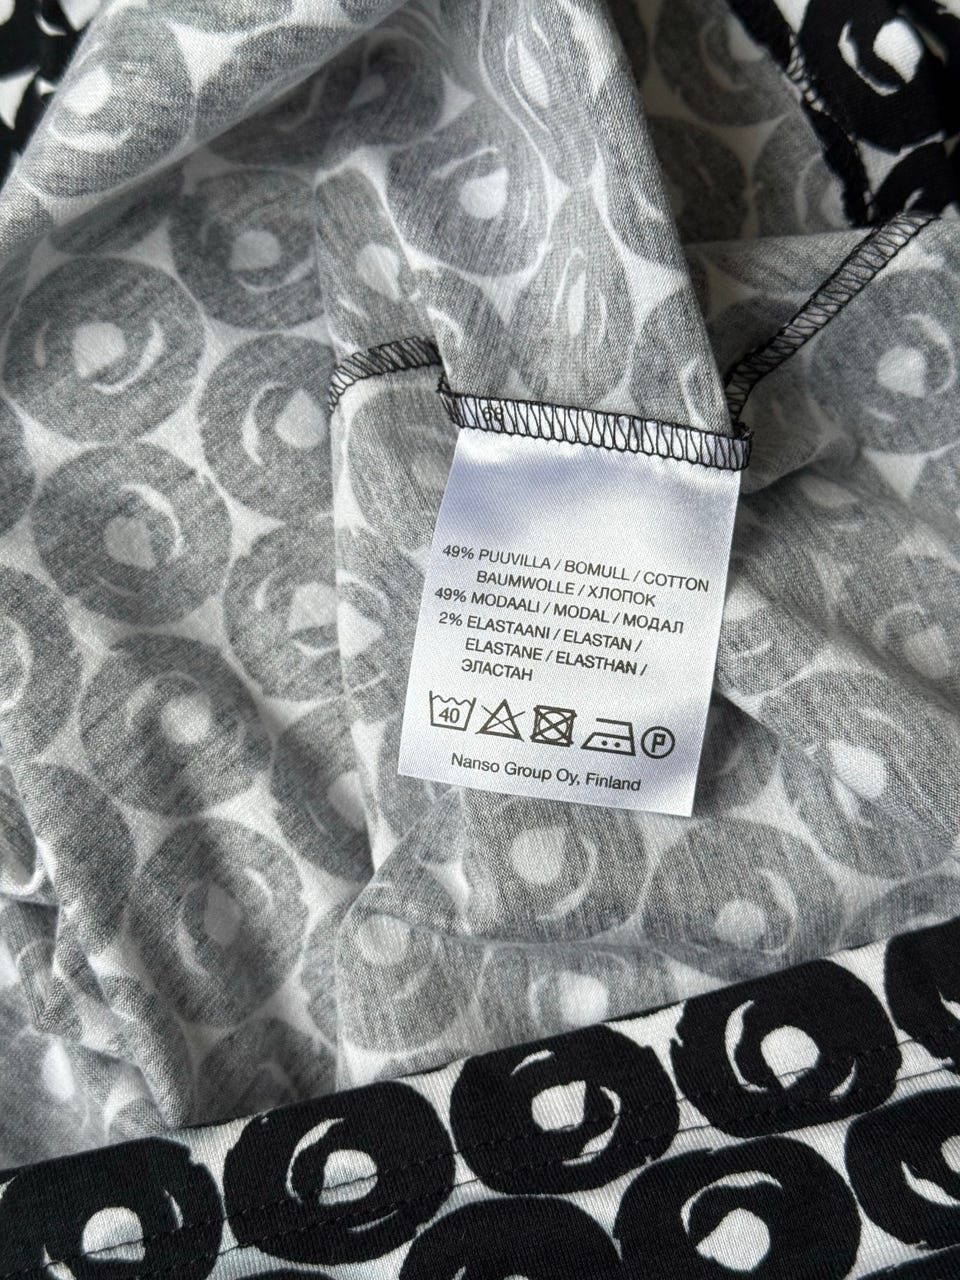 49% PUUVILLA / BOMULL / COTTON
BAUMWOLLE / ХЛОПОК
49% MODAALI / MODAL / МОДАЛ
2% ELASTAANI / ELASTAN /
ELASTANE / ELASTHAN /
ЭЛАСТАН
40 P
Nanso Group Oy, Finland